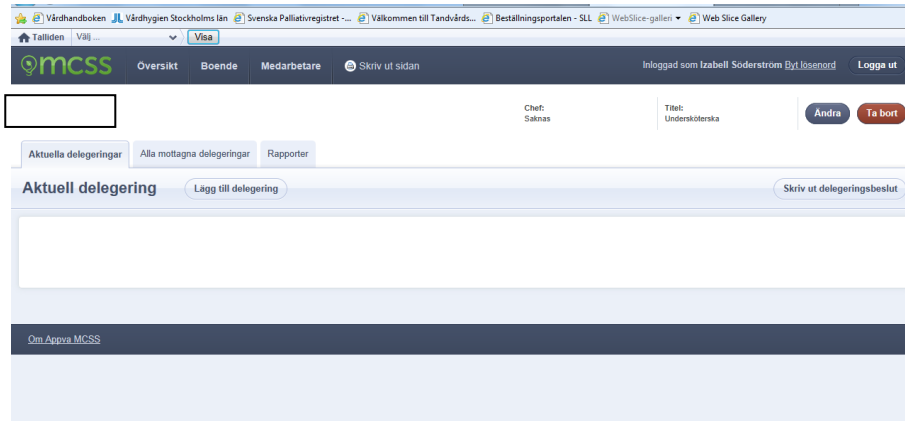 Vårdhandboken Vårdhygien Stockholms län Svenska Palliativregistret -... Välkommen till Tandvårds... Beställningsportalen - SLL WebSlice-galleri Web Slice Gallery
Talliden Välj ... Visa
mcss Översikt Boende Medarbetare Skriv ut sidan Inloggad som Izabell Söderström Byt lösenord Logga ut
Chef: Titel:
Saknas Undersköterska
Ändra Ta bort
Aktuella delegeringar Alla mottagna delegeringar Rapporter
Aktuell delegering Lägg till delegering Skriv ut delegeringsbeslut
Om Appva MCSS